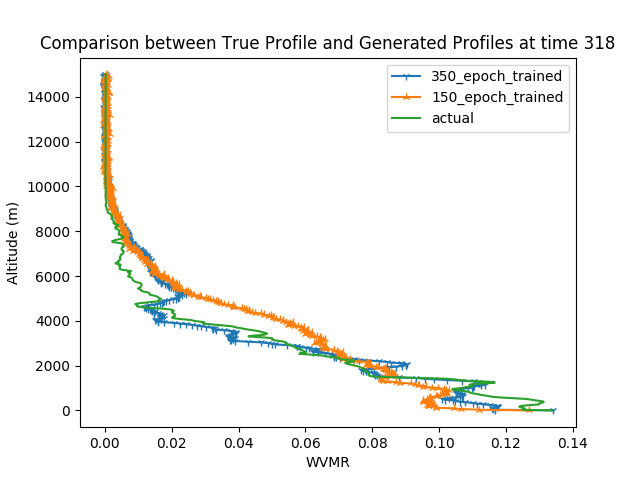 Comparison between True Profile and Generated Profiles at time 318
350_epoch_trained
150_epoch_trained
actual
Altitude (m)
14000
12000
10000
8000
6000
4000
2000
0
0.00 0.02 0.04 0.06 0.08 0.10 0.12 0.14
WVMR